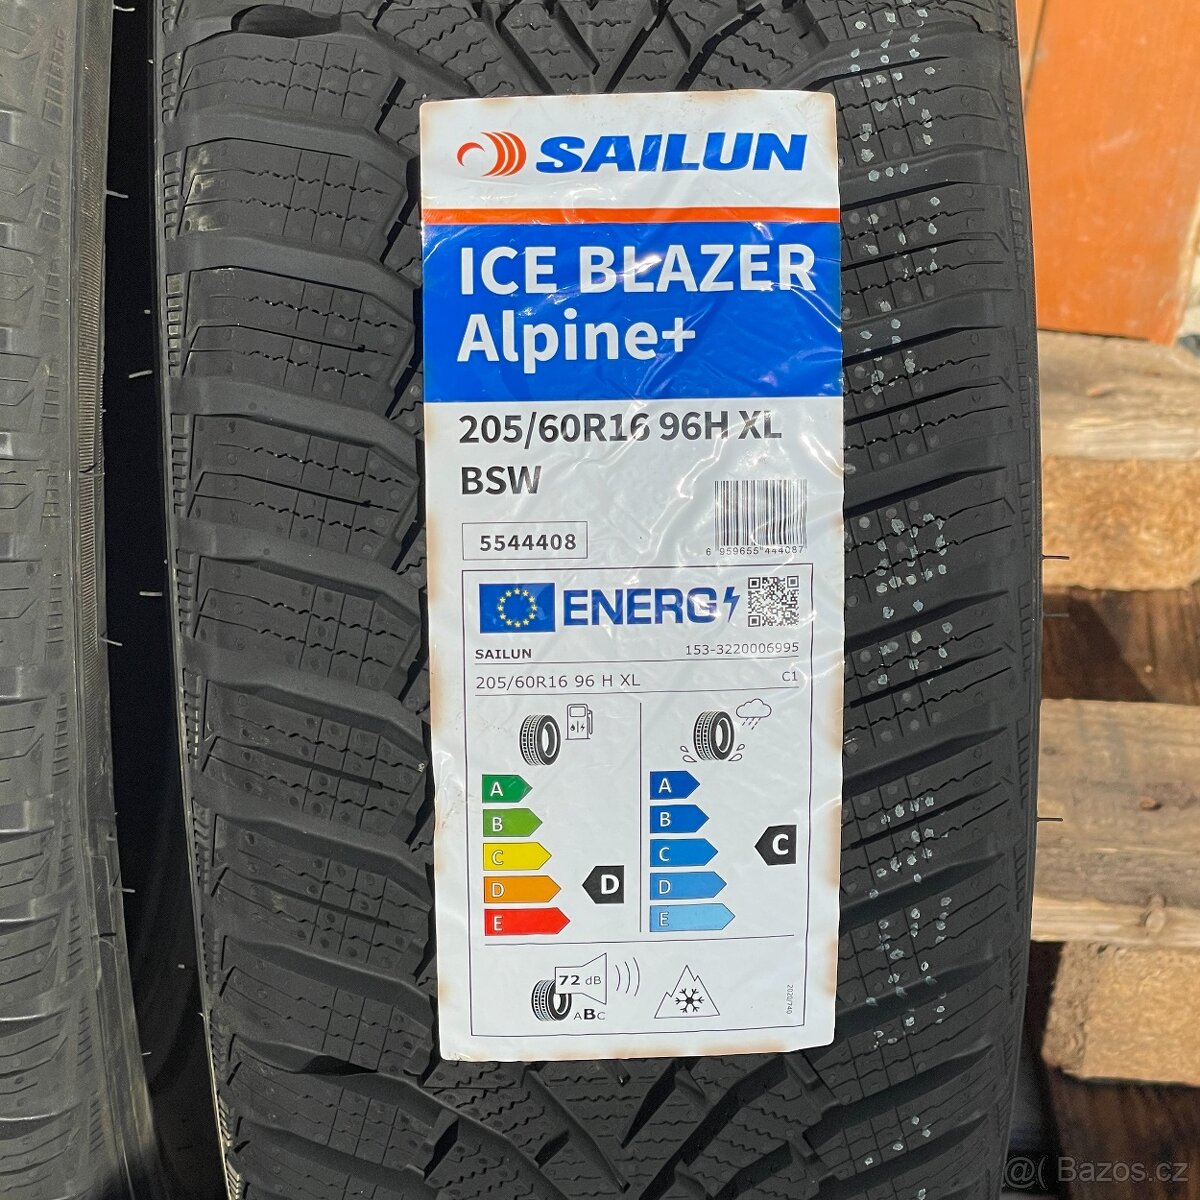 SAILUN
ICE BLAZER
Alpine+
205/60R16 96H XL
BSW
5544408
6 959655 444087
ENERG
SAILUN 153-3220006995
205/60R16 96 H XL C1
A A
B B
C C C
D D D
E E
72 dB
ABC
2020/740
@( Bazos.cz